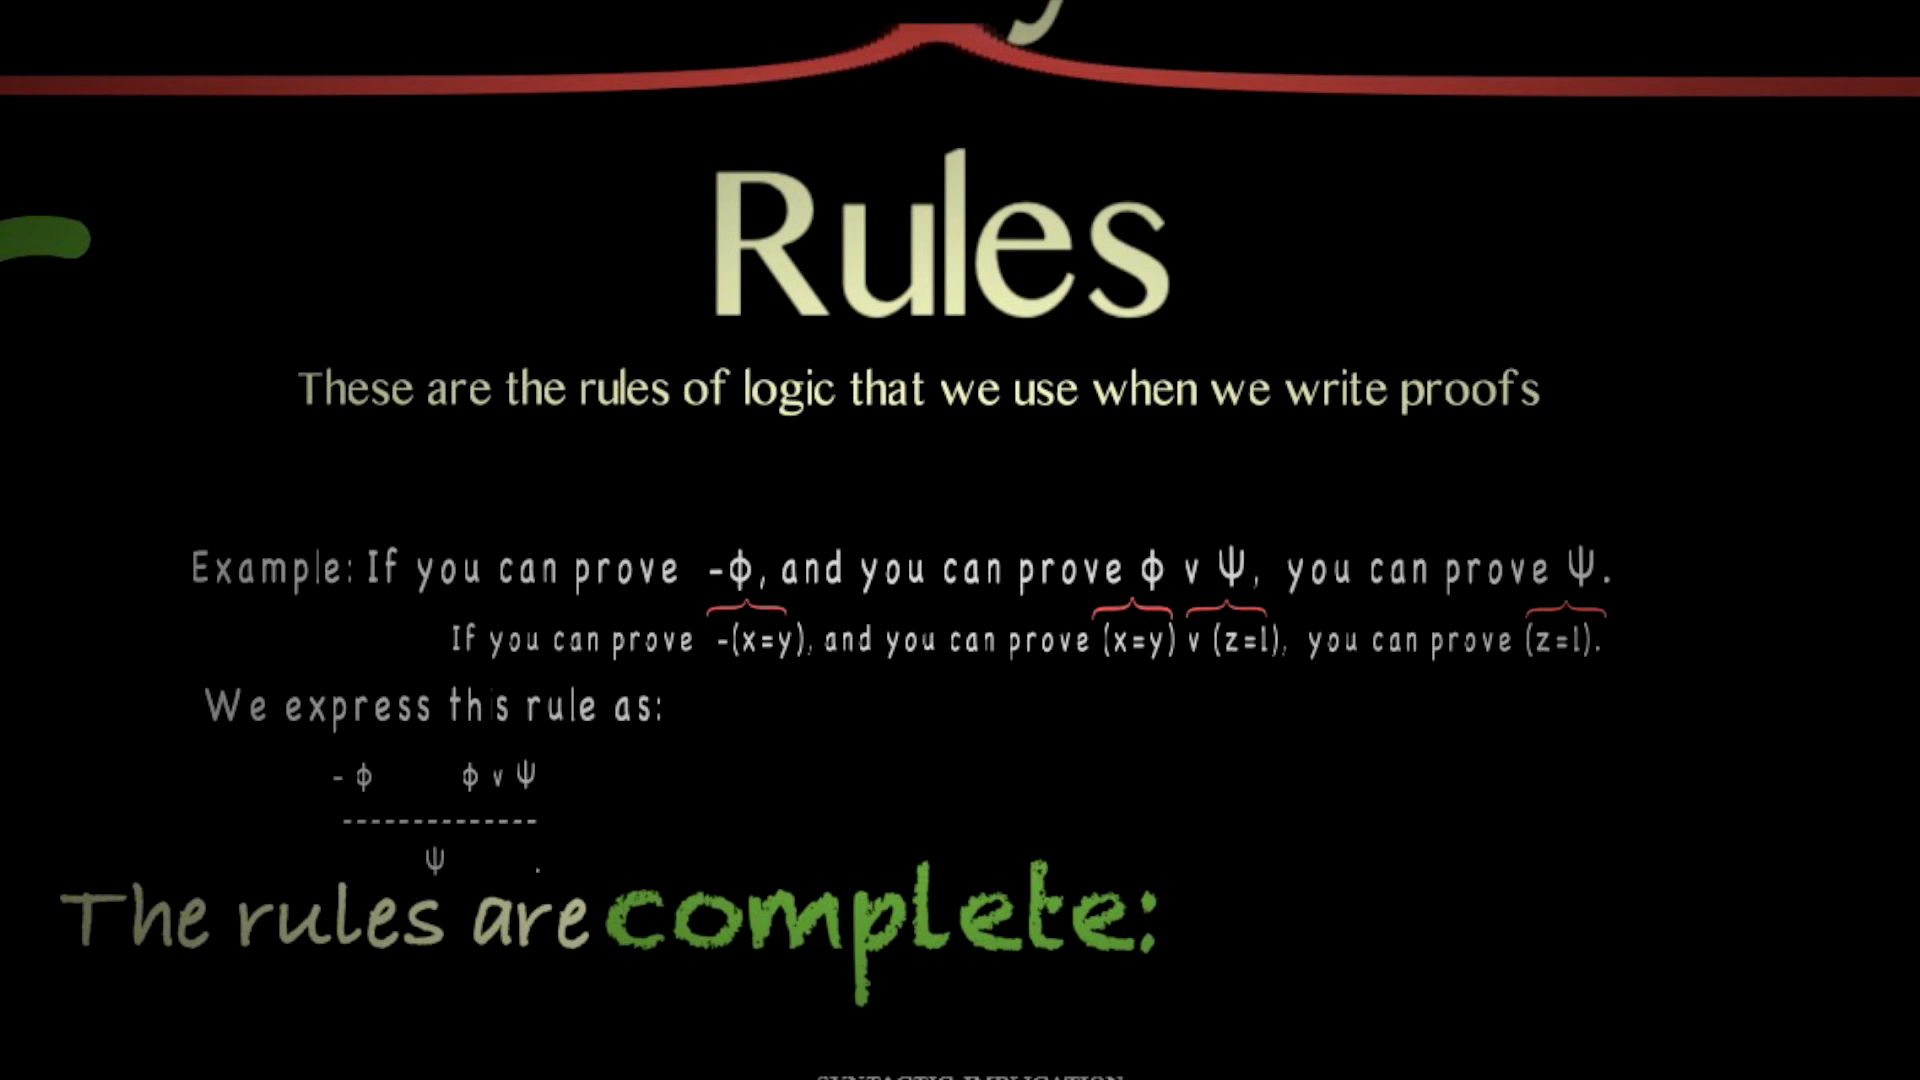 Rules
These are the rules of logic that we use when we write proofs
Example: If you can prove -ϕ, and you can prove ϕ v Ψ, you can prove Ψ.
If you can prove -(x=y), and you can prove (x=y) v (z=1), you can prove (z=1).
We express this rule as:
- ϕ ϕ v Ψ
--------------
Ψ .
The rules are complete: